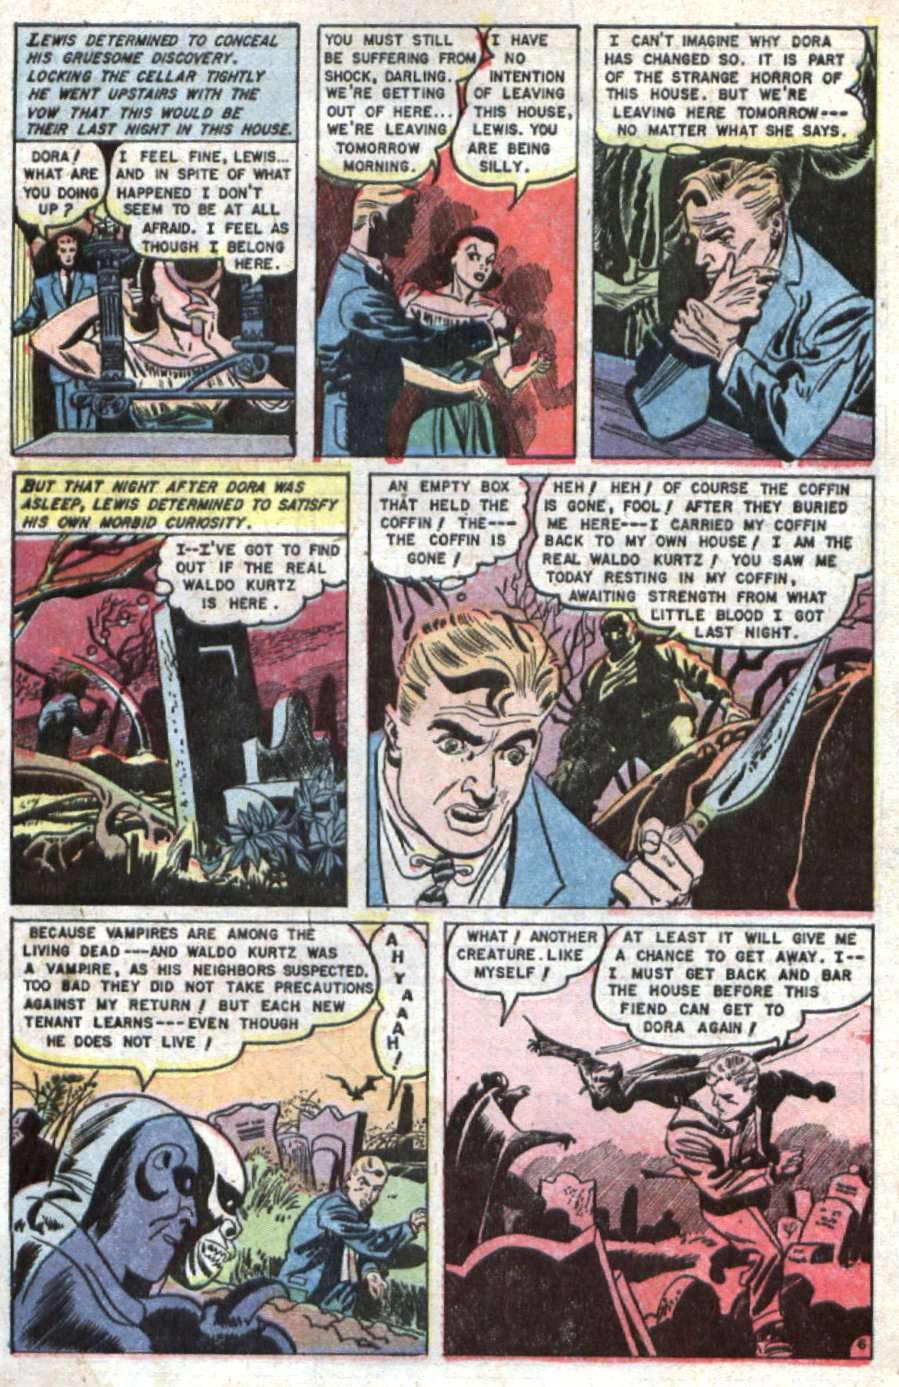 LEWIS DETERMINED TO CONCEAL
HIS GRUESOME DISCOVERY.
LOCKING THE CELLAR TIGHTLY
HE WENT UPSTAIRS WITH THE
VOW THAT THIS WOULD BE
THEIR LAST NIGHT IN THIS HOUSE.
DORA!
WHAT ARE
YOU DOING
UP?
I FEEL FINE, LEWIS...
AND IN SPITE OF WHAT
HAPPENED I DON'T
SEEM TO BE AT ALL
AFRAID. I FEEL AS
THOUGH I BELONG
HERE.
YOU MUST STILL
BE SUFFERING FROM
SHOCK, DARLING.
WE'RE GETTING
OUT OF HERE...
WE'RE LEAVING
TOMORROW
MORNING.
I HAVE
NO
INTENTION
OF LEAVING
THIS HOUSE,
LEWIS. YOU
ARE BEING
SILLY.
I CAN'T IMAGINE WHY DORA
HAS CHANGED SO. IT IS PART
OF THE STRANGE HORROR OF
THIS HOUSE. BUT WE'RE
LEAVING HERE TOMORROW---
NO MATTER WHAT SHE SAYS.
BUT THAT NIGHT AFTER DORA WAS
ASLEEP, LEWIS DETERMINED TO SATISFY
HIS OWN MORBID CURIOSITY.
I--I'VE GOT TO FIND
OUT IF THE REAL
WALDO KURTZ
IS HERE.
AN EMPTY BOX
THAT HELD THE
COFFIN! THE---
THE COFFIN IS
GONE!
HEH! HEH! OF COURSE THE COFFIN
IS GONE, FOOL! AFTER THEY BURIED
ME HERE---I CARRIED MY COFFIN
BACK TO MY OWN HOUSE! I AM THE
REAL WALDO KURTZ! YOU SAW ME
TODAY RESTING IN MY COFFIN,
AWAITING STRENGTH FROM WHAT
LITTLE BLOOD I GOT
LAST NIGHT.
BECAUSE VAMPIRES ARE AMONG THE
LIVING DEAD---AND WALDO KURTZ WAS
A VAMPIRE, AS HIS NEIGHBORS SUSPECTED.
TOO BAD THEY DID NOT TAKE PRECAUTIONS
AGAINST MY RETURN! BUT EACH NEW
TENANT LEARNS---EVEN THOUGH
HE DOES NOT LIVE!
AHYAAAH!
WHAT! ANOTHER
CREATURE LIKE
MYSELF!
AT LEAST IT WILL GIVE ME
A CHANCE TO GET AWAY. I--
I MUST GET BACK AND BAR
THE HOUSE BEFORE THIS
FIEND CAN GET TO
DORA AGAIN!
6